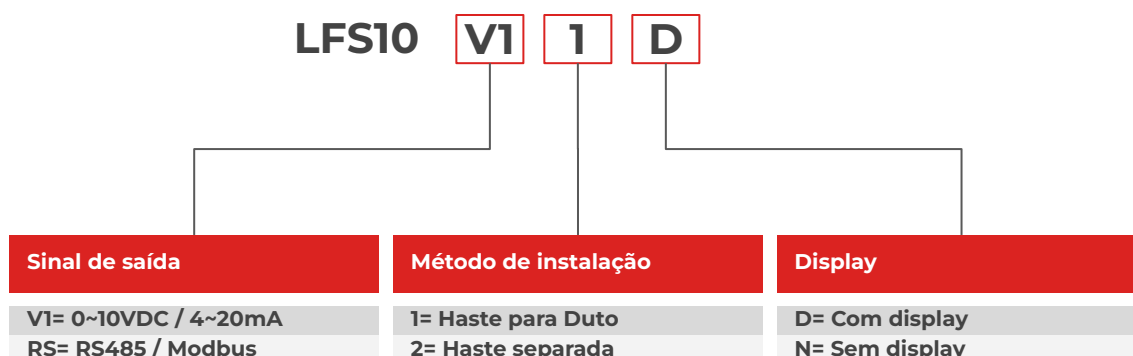 LFS10 V1 1 D
Sinal de saída
V1= 0~10VDC / 4~20mA
RS= RS485 / Modbus
Método de instalação
1= Haste para Duto
2= Haste separada
Display
D= Com display
N= Sem display